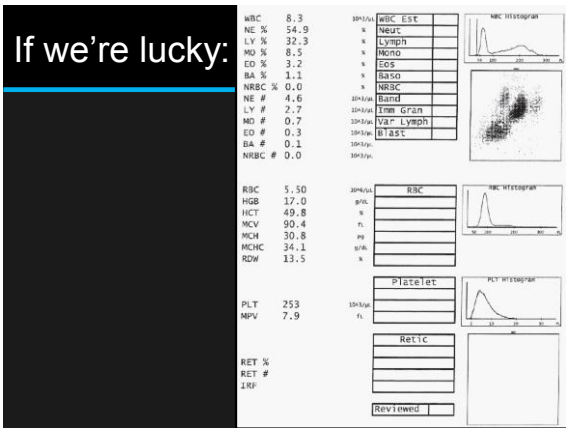 If we're lucky:
WBC 8.3 10^3/µL WBC Est
NE % 54.9 % Neut
LY % 32.3 % Lymph
MO % 8.5 % Mono
EO % 3.2 % Eos
BA % 1.1 % Baso
NRBC % 0.0 % NRBC
NE # 4.6 10^3/µL Band
LY # 2.7 10^3/µL Imm Gran
MO # 0.7 10^3/µL Var Lymph
EO # 0.3 10^3/µL Blast
BA # 0.1 10^3/µL
NRBC # 0.0 10^3/µL
WBC Histogram
RBC 5.50 10^6/µL RBC
HGB 17.0 g/dL
HCT 49.8 %
MCV 90.4 fL
MCH 30.8 pg
MCHC 34.1 g/dL
RDW 13.5 %
RBC Histogram
Platelet
PLT 253 10^3/µL
MPV 7.9 fL
PLT Histogram
Retic
RET %
RET #
IRF
Reviewed